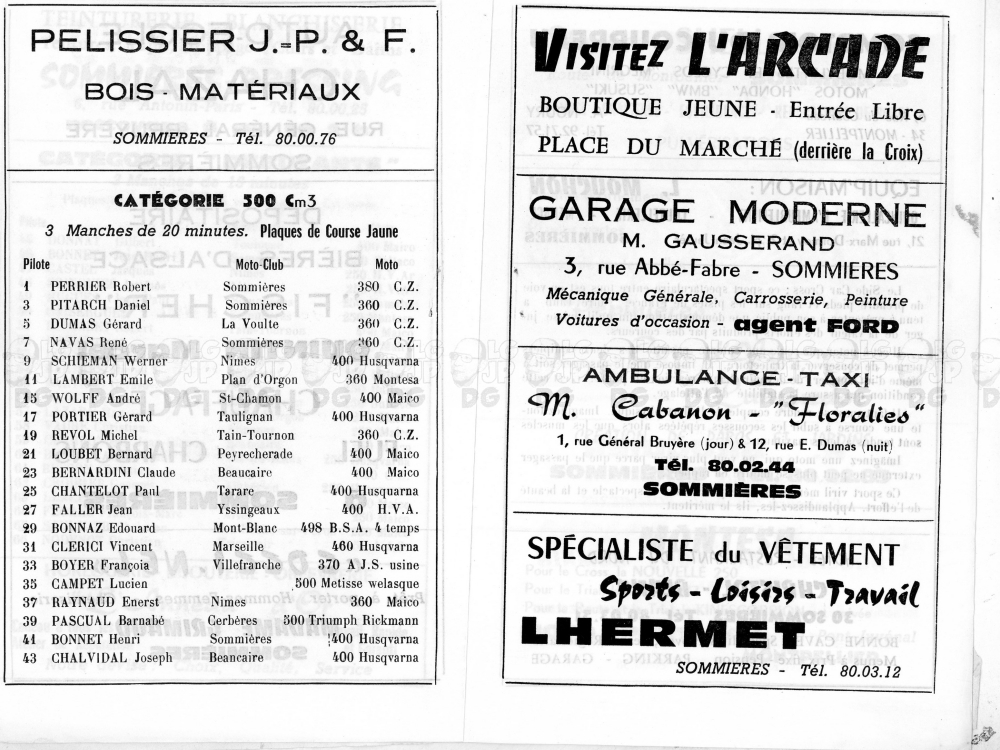 PELISSIER J.=P. & F.
BOIS - MATÉRIAUX
SOMMIERES - Tél. 80.00.76
CATÉGORIE 500 Cm3
3 Manches de 20 minutes. Plaques de Course Jaune
Pilote Moto-Club Moto
1 PERRIER Robert Sommières 380 C.Z.
3 PITARCH Daniel Sommières 360 C.Z.
5 DUMAS Gérard La Voulte 360 C.Z.
7 NAVAS René Sommières 360 C.Z.
9 SCHIEMAN Werner Nimes 400 Husqvarna
11 LAMBERT Emile Plan d'Orgon 360 Montesa
15 WOLFF André St-Chamon 400 Maico
17 PORTIER Gérard Taulignan 400 Husqvarna
19 REVOL Michel Tain-Tournon 360 C.Z.
21 LOUBET Bernard Peyrecherade 400 Maico
23 BERNARDINI Claude Beaucaire 400 Maico
25 CHANTELOT Paul Tarare 400 Husquarna
27 FALLER Jean Yssingeaux 400 H.V.A.
29 BONNAZ Edouard Mont-Blanc 498 B.S.A. 4 temps
31 CLERICI Vincent Marseille 460 Husqvarna
33 BOYER Françoia Villefranche 370 A J.S. usine
35 CAMPET Lucien 500 Metisse welasque
37 RAYNAUD Enerst Nimes 360 Maico
39 PASCUAL Barnabé Cerbères 500 Triumph Rickmann
41 BONNET Henri Sommières 400 Husqvarna
43 CHALVIDAL Joseph Beancaire 400 Husqvarna
VISITEZ L'ARCADE
BOUTIQUE JEUNE - Entrée Libre
PLACE DU MARCHÉ (derrière la Croix)
GARAGE MODERNE
M. GAUSSERAND
3, rue Abbé-Fabre - SOMMIERES
Mécanique Générale, Carrosserie, Peinture
Voitures d'occasion - agent FORD
AMBULANCE - TAXI
M. Cabanon - "Floralies"
1, rue Général Bruyère (jour) & 12, rue E. Dumas (nuit)
Tél. 80.02.44
SOMMIÈRES
SPÉCIALISTE du VÊTEMENT
Sports - Loisirs - Travail
LHERMET
SOMMIERES - Tél. 80.03.12